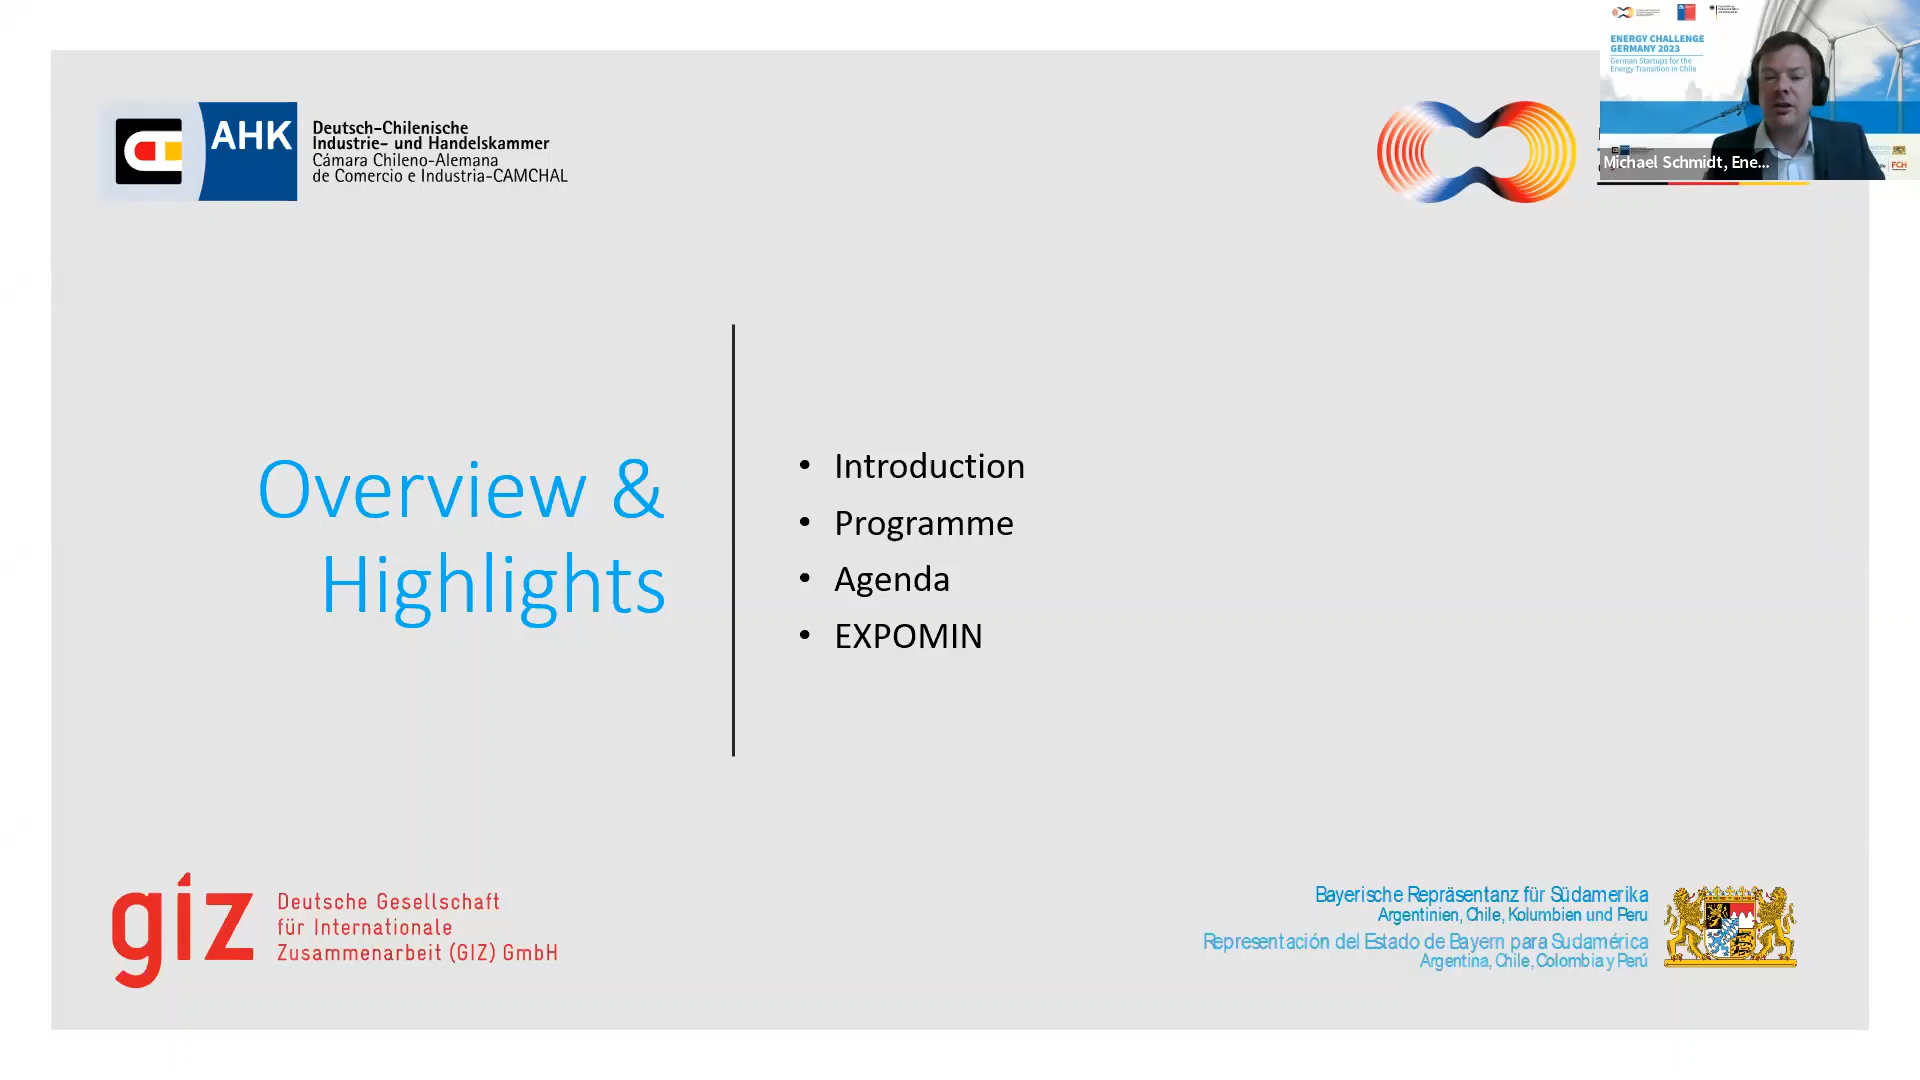 AHK
Deutsch-Chilenische
Industrie- und Handelskammer
Cámara Chileno-Alemana
de Comercio e Industria-CAMCHAL
ENERGY CHALLENGE
GERMANY 2023
German Startups for the
Energy Transition in Chile
Michael Schmidt, Ene...
FCH
Overview &
Highlights
• Introduction
• Programme
• Agenda
• EXPOMIN
giz
Deutsche Gesellschaft
für Internationale
Zusammenarbeit (GIZ) GmbH
Bayerische Repräsentanz für Südamerika
Argentinien, Chile, Kolumbien und Peru
Representación del Estado de Bayern para Sudamérica
Argentina, Chile, Colombia y Perú